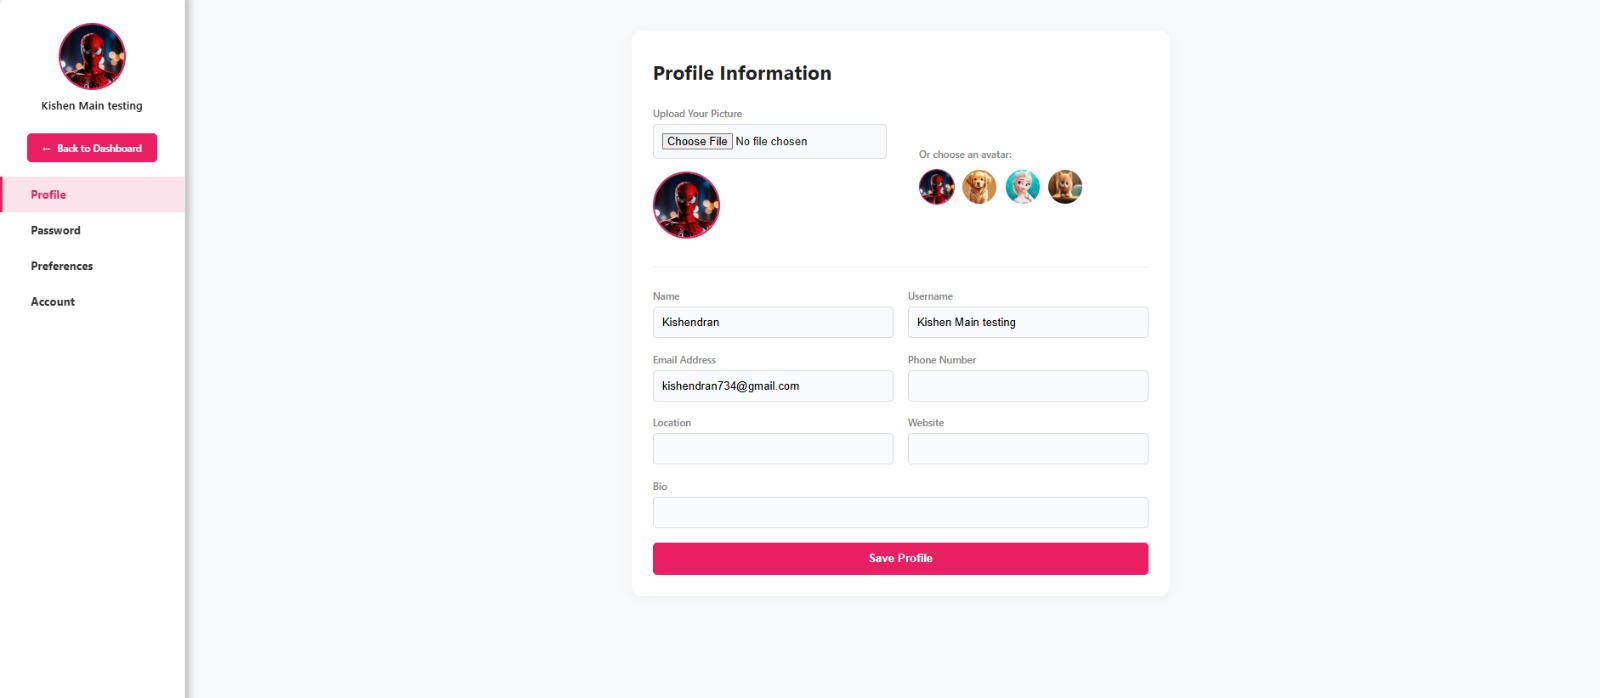 Kishen Main testing
← Back to Dashboard
Profile
Password
Preferences
Account
Profile Information
Upload Your Picture
Choose File No file chosen
Or choose an avatar:
Name
Kishendran
Username
Kishen Main testing
Email Address
kishendran734@gmail.com
Phone Number
Location
Website
Bio
Save Profile